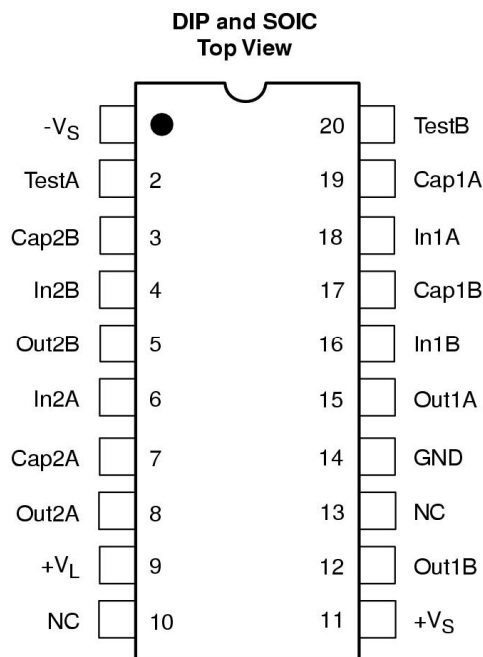 DIP and SOIC
Top View
-VS 20 TestB
TestA 2 19 Cap1A
Cap2B 3 18 In1A
In2B 4 17 Cap1B
Out2B 5 16 In1B
In2A 6 15 Out1A
Cap2A 7 14 GND
Out2A 8 13 NC
+VL 9 12 Out1B
NC 10 11 +VS